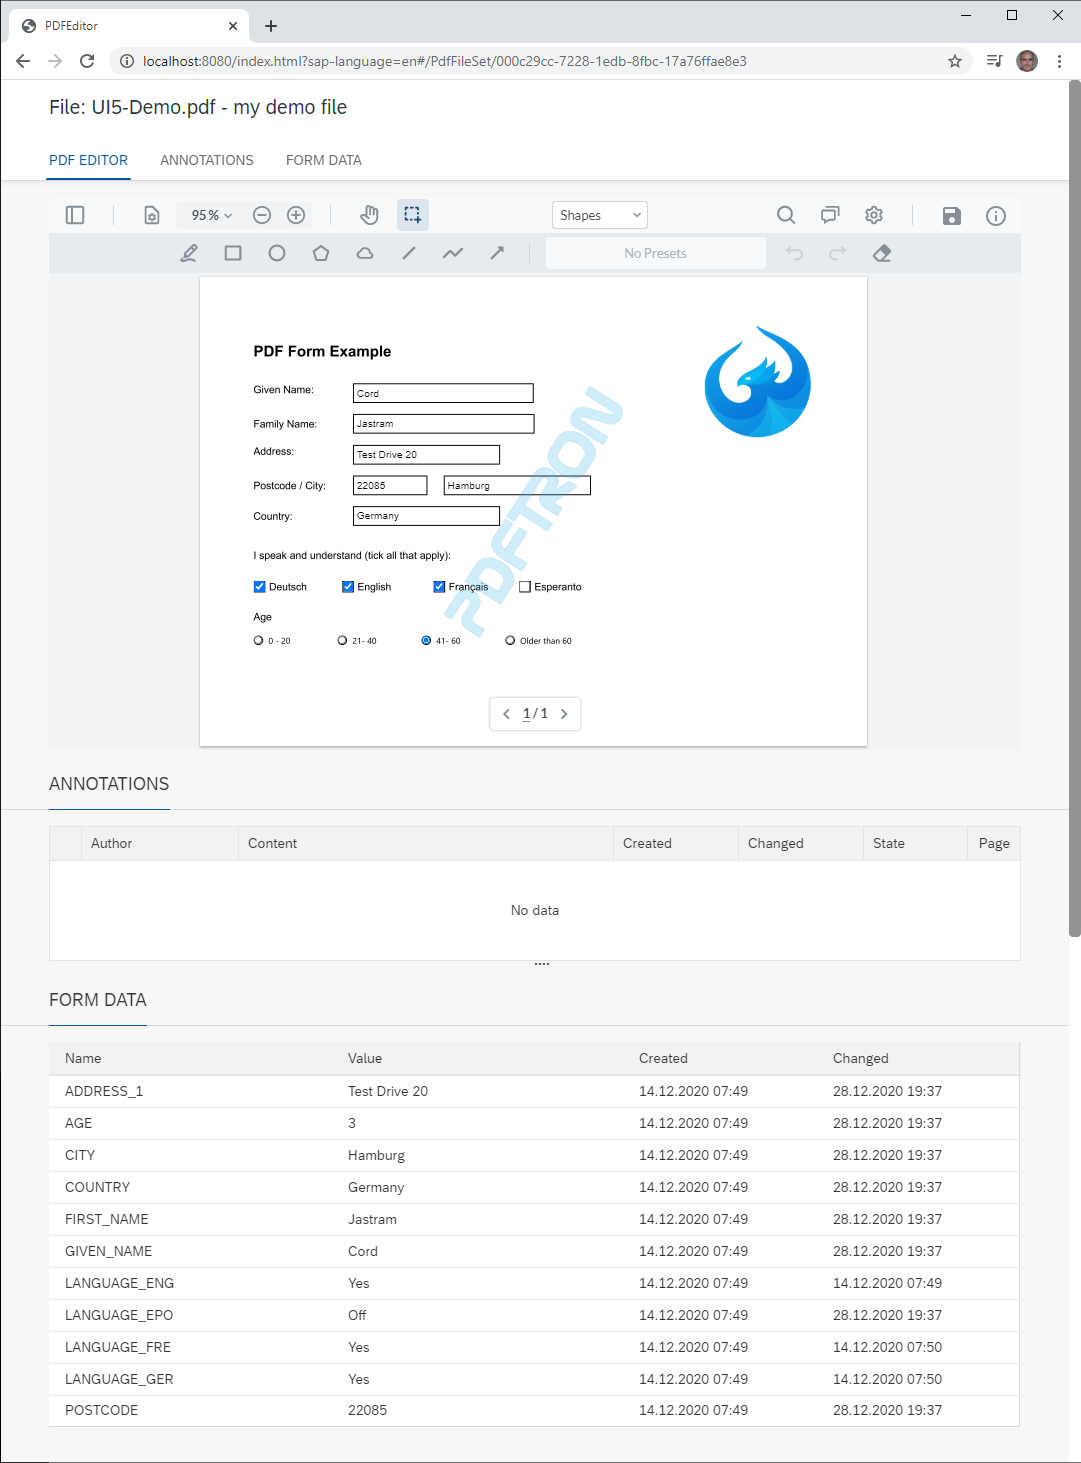 PDFEditor
localhost:8080/index.html?sap-language=en#/PdfFileSet/000c29cc-7228-1edb-8fbc-17a76ffae8e3
File: UI5-Demo.pdf - my demo file
PDF EDITOR ANNOTATIONS FORM DATA
95% Shapes
No Presets
PDF Form Example
Given Name: Cord
Family Name: Jastram
Address: Test Drive 20
Postcode / City: 22085 Hamburg
Country: Germany
I speak and understand (tick all that apply):
Deutsch English Français Esperanto
Age
0 - 20 21- 40 41- 60 Older than 60
PDFTRON
1 / 1
ANNOTATIONS
Author Content Created Changed State Page
No data
FORM DATA
Name Value Created Changed
ADDRESS_1 Test Drive 20 14.12.2020 07:49 28.12.2020 19:37
AGE 3 14.12.2020 07:49 28.12.2020 19:37
CITY Hamburg 14.12.2020 07:49 28.12.2020 19:37
COUNTRY Germany 14.12.2020 07:49 28.12.2020 19:37
FIRST_NAME Jastram 14.12.2020 07:49 28.12.2020 19:37
GIVEN_NAME Cord 14.12.2020 07:49 28.12.2020 19:37
LANGUAGE_ENG Yes 14.12.2020 07:49 14.12.2020 07:49
LANGUAGE_EPO Off 14.12.2020 07:49 28.12.2020 19:37
LANGUAGE_FRE Yes 14.12.2020 07:49 14.12.2020 07:50
LANGUAGE_GER Yes 14.12.2020 07:49 14.12.2020 07:50
POSTCODE 22085 14.12.2020 07:49 28.12.2020 19:37